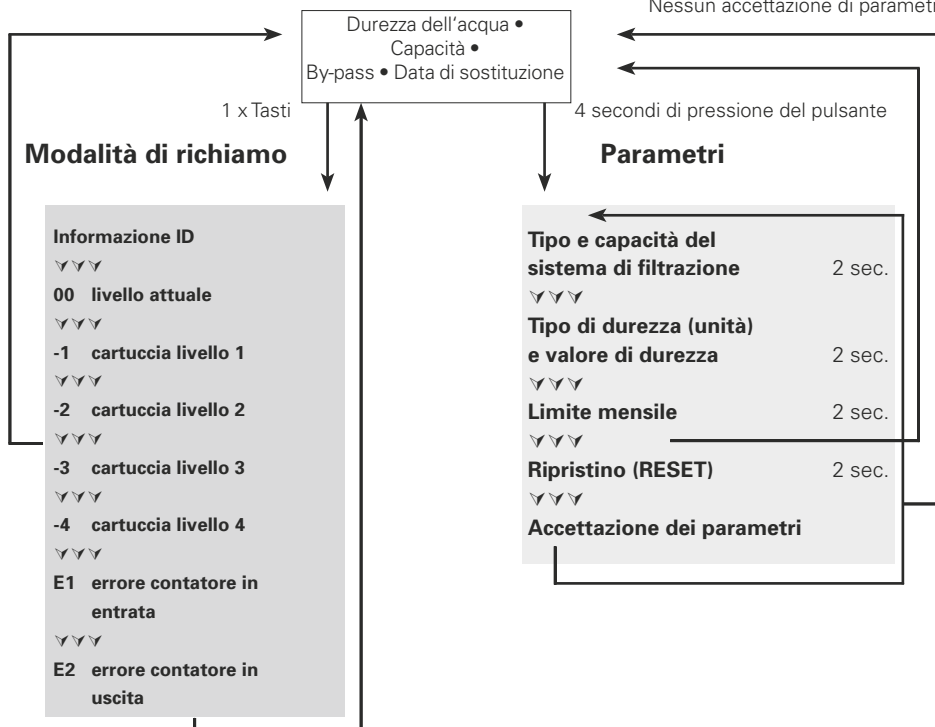 Nessun accettazione di parametri
Durezza dell'acqua •
Capacità •
By-pass • Data di sostituzione
1 x Tasti
4 secondi di pressione del pulsante
Modalità di richiamo
Parametri
Informazione ID
00 livello attuale
-1 cartuccia livello 1
-2 cartuccia livello 2
-3 cartuccia livello 3
-4 cartuccia livello 4
E1 errore contatore in
entrata
E2 errore contatore in
uscita
Tipo e capacità del
sistema di filtrazione 2 sec.
Tipo di durezza (unità)
e valore di durezza 2 sec.
Limite mensile 2 sec.
Ripristino (RESET) 2 sec.
Accettazione dei parametri